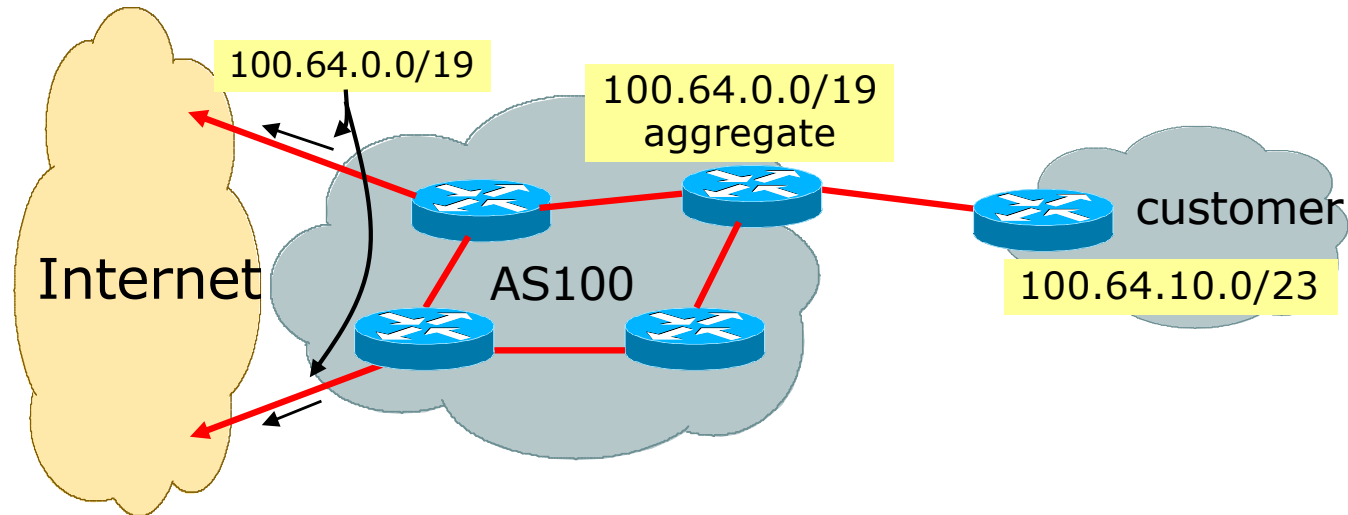 100.64.0.0/19
100.64.0.0/19
aggregate
customer
Internet
AS100
100.64.10.0/23